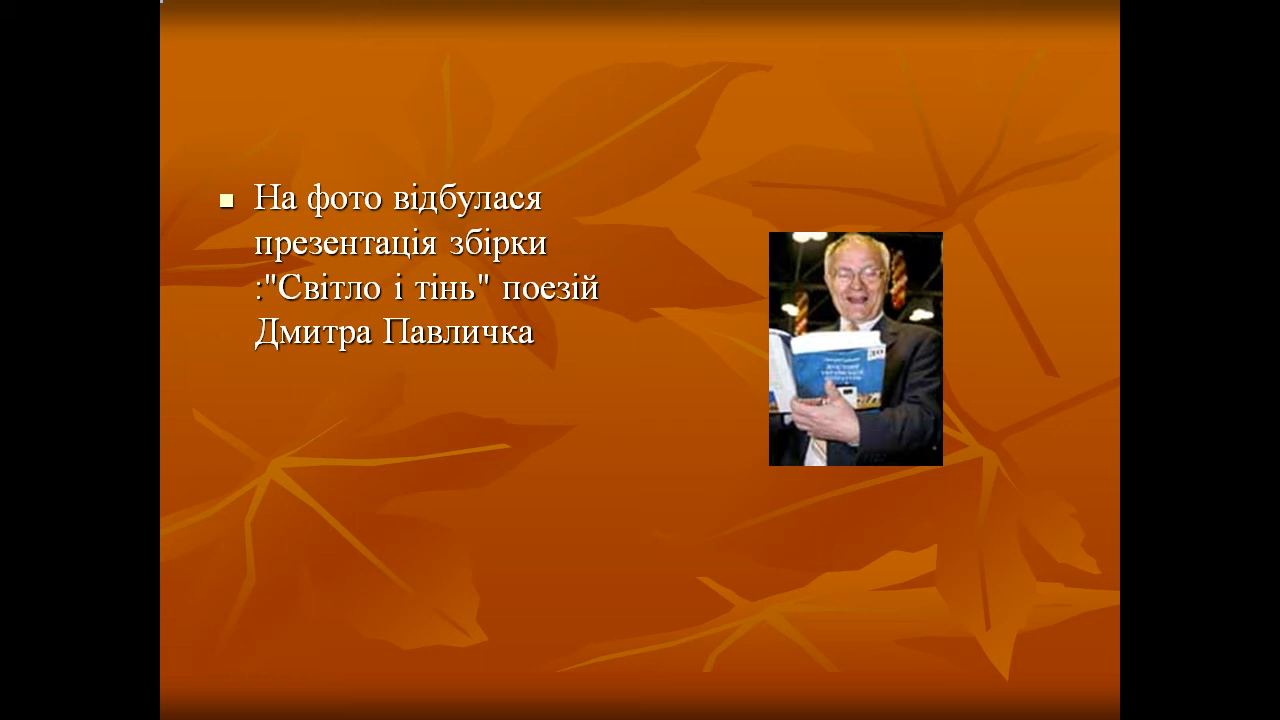 На фото відбулася
презентація збірки
:"Світло і тінь" поезій
Дмитра Павличка